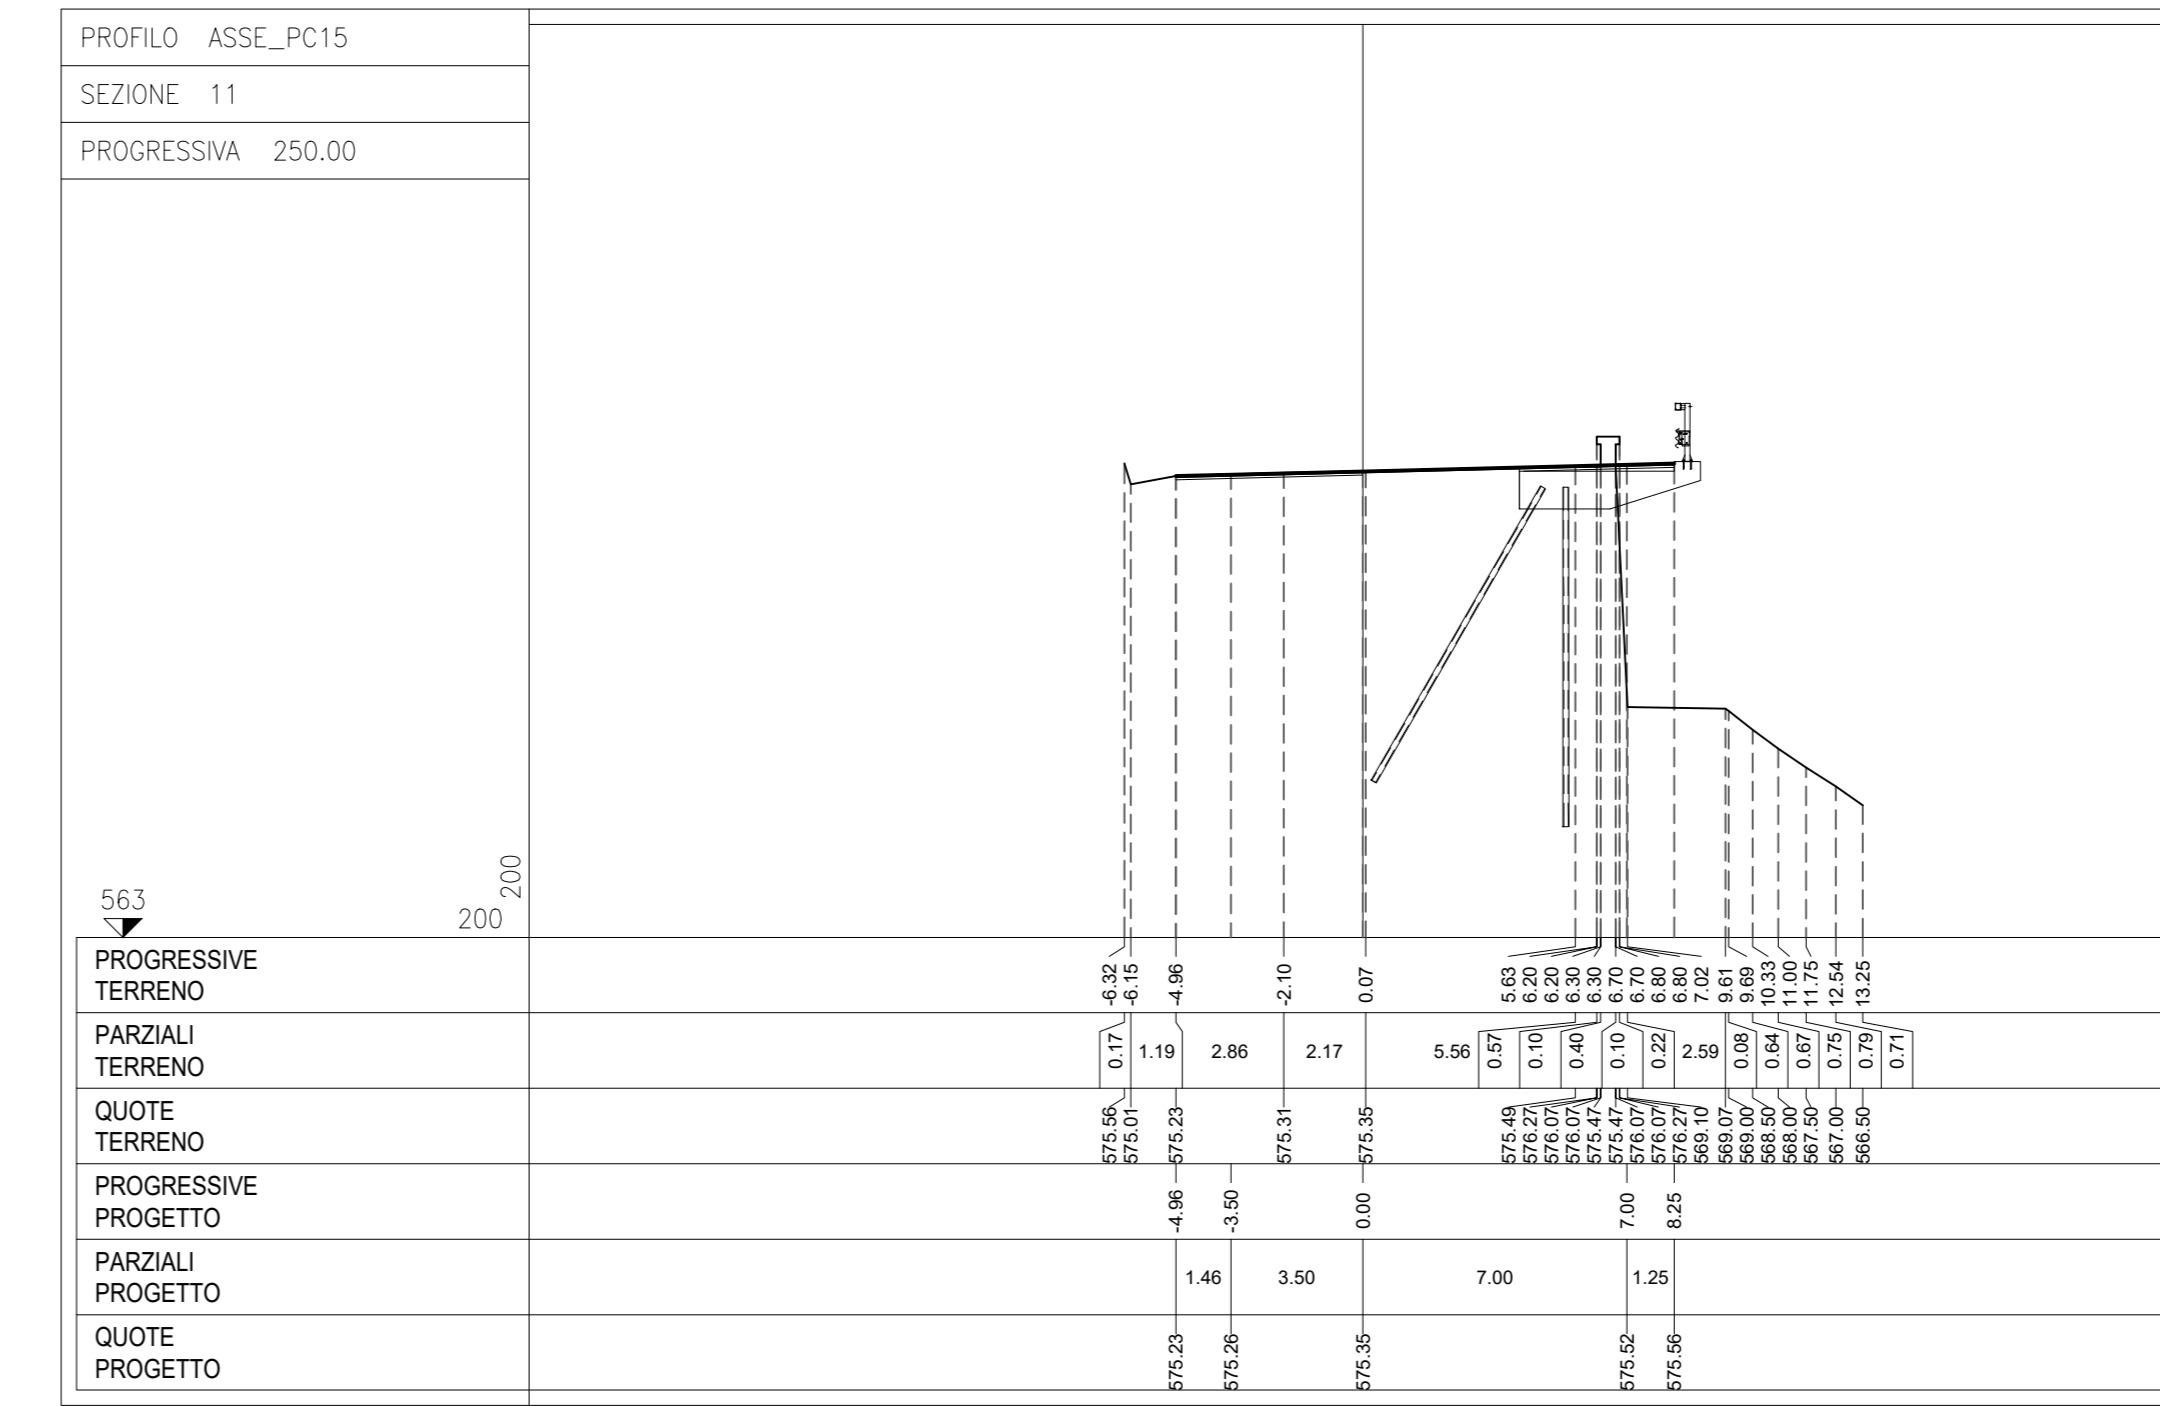 PROFILO ASSE_PC15
SEZIONE 11
PROGRESSIVA 250.00
563
200
200
PROGRESSIVE
TERRENO
-6.32 -6.15 -4.96 -2.10 0.07 5.63 6.20 6.20 6.30 6.30 6.70 6.70 6.80 6.80 7.02 9.61 9.69 10.33 11.00 11.75 12.54 13.25
PARZIALI
TERRENO
0.17 1.19 2.86 2.17 5.56 0.57 0.10 0.40 0.10 0.22 2.59 0.08 0.64 0.67 0.75 0.79 0.71
QUOTE
TERRENO
575.56 575.01 575.23 575.31 575.35 575.49 576.27 576.07 576.07 575.47 575.47 576.07 576.07 576.27 569.10 569.07 569.00 568.50 568.00 567.50 567.00 566.50
PROGRESSIVE
PROGETTO
-4.96 -3.50 0.00 7.00 8.25
PARZIALI
PROGETTO
1.46 3.50 7.00 1.25
QUOTE
PROGETTO
575.23 575.26 575.35 575.52 575.56